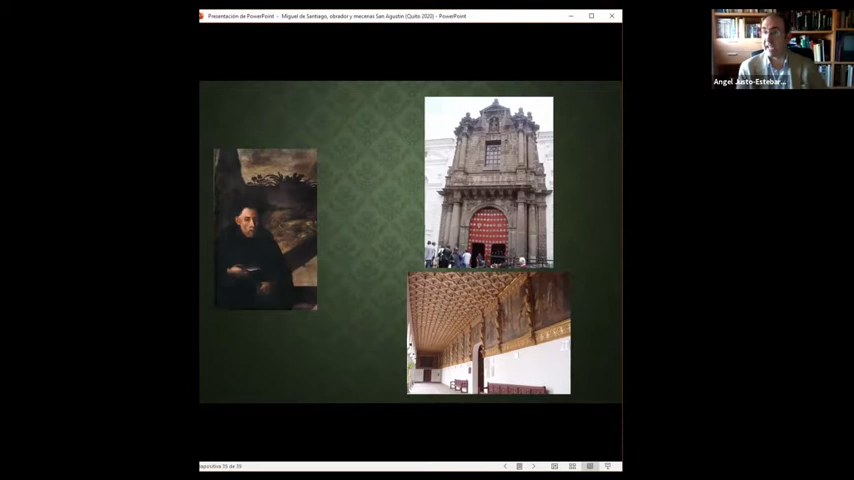 Presentación de PowerPoint - Miguel de Santiago, obrador y mecenas San Agustín (Quito 2020) - PowerPoint
Angel Justo-Estebar...
apositiva 35 de 39